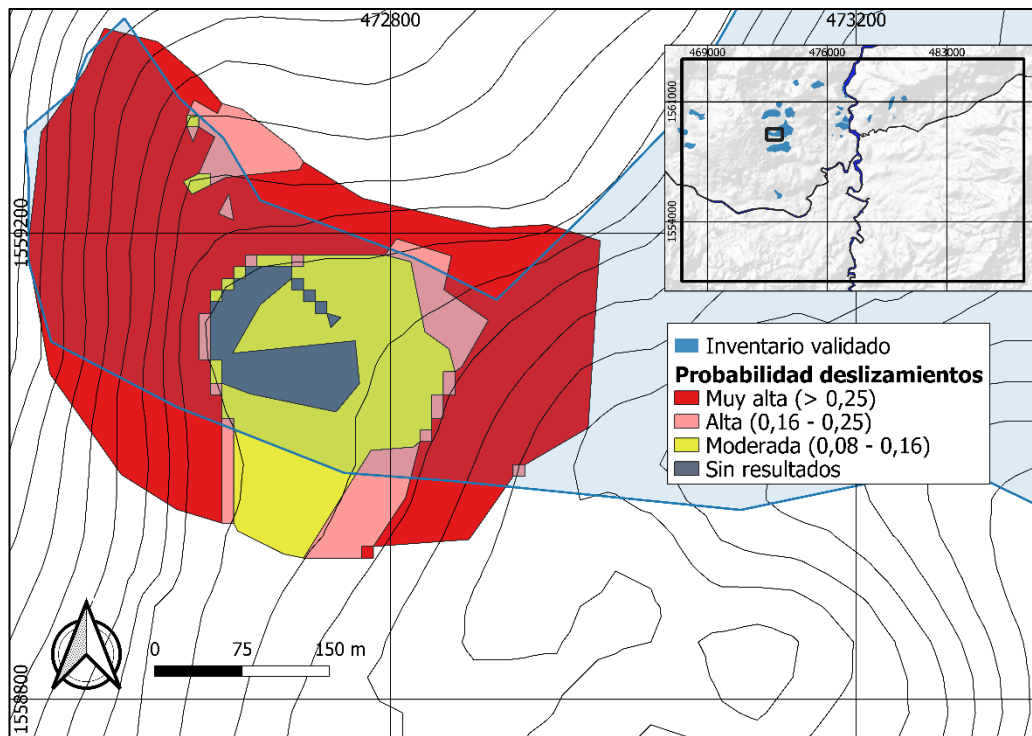 472800
473200
469000
476000
483000
1561000
1554000
1559200
Inventario validado
Probabilidad deslizamientos
Muy alta (> 0,25)
Alta (0,16 - 0,25)
Moderada (0,08 - 0,16)
Sin resultados
0
75
150 m
1558800